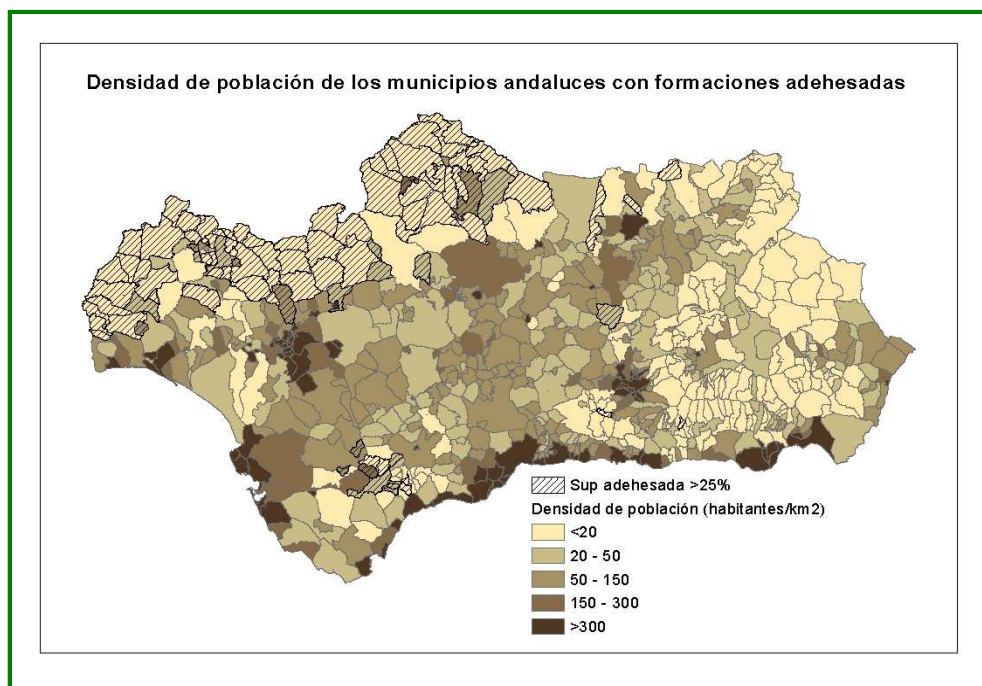 Densidad de población de los municipios andaluces con formaciones adehesadas
Sup adehesada >25%
Densidad de población (habitantes/km2)
<20
20 - 50
50 - 150
150 - 300
>300